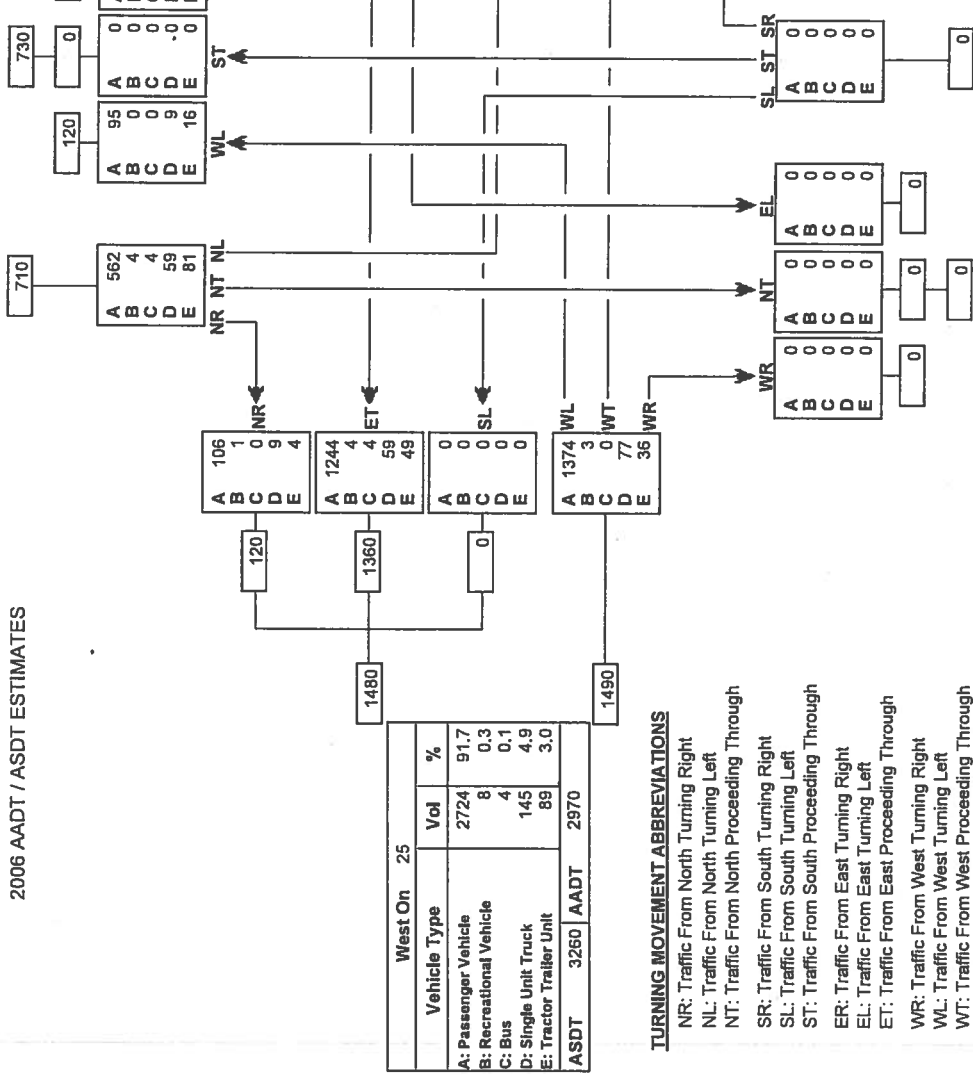 2006 AADT / ASDT ESTIMATES
710
120
730
0
A 562
B 4
C 4
D 59
E 81
NR NT NL
A 95
B 0
C 0
D 9
E 16
WL
A 0
B 0
C 0
D 0
E 0
ST
A 106
B 1
C 0
D 9
E 4
NR
120
A 1244
B 4
C 4
D 59
E 49
ET
1360
1480
A 0
B 0
C 0
D 0
E 0
SL
0
A 1374
B 3
C 0
D 77
E 36
WL
WT
WR
1490
West On 25
Vehicle Type Vol %
A: Passenger Vehicle 2724 91.7
B: Recreational Vehicle 8 0.3
C: Bus 4 0.1
D: Single Unit Truck 145 4.9
E: Tractor Trailer Unit 89 3.0
ASDT 3260 AADT 2970
WR
A 0
B 0
C 0
D 0
E 0
0
NT
A 0
B 0
C 0
D 0
E 0
0
0
EL
A 0
B 0
C 0
D 0
E 0
0
SL ST SR
A 0
B 0
C 0
D 0
E 0
0
TURNING MOVEMENT ABBREVIATIONS
NR: Traffic From North Turning Right
NL: Traffic From North Turning Left
NT: Traffic From North Proceeding Through
SR: Traffic From South Turning Right
SL: Traffic From South Turning Left
ST: Traffic From South Proceeding Through
ER: Traffic From East Turning Right
EL: Traffic From East Turning Left
ET: Traffic From East Proceeding Through
WR: Traffic From West Turning Right
WL: Traffic From West Turning Left
WT: Traffic From West Proceeding Through